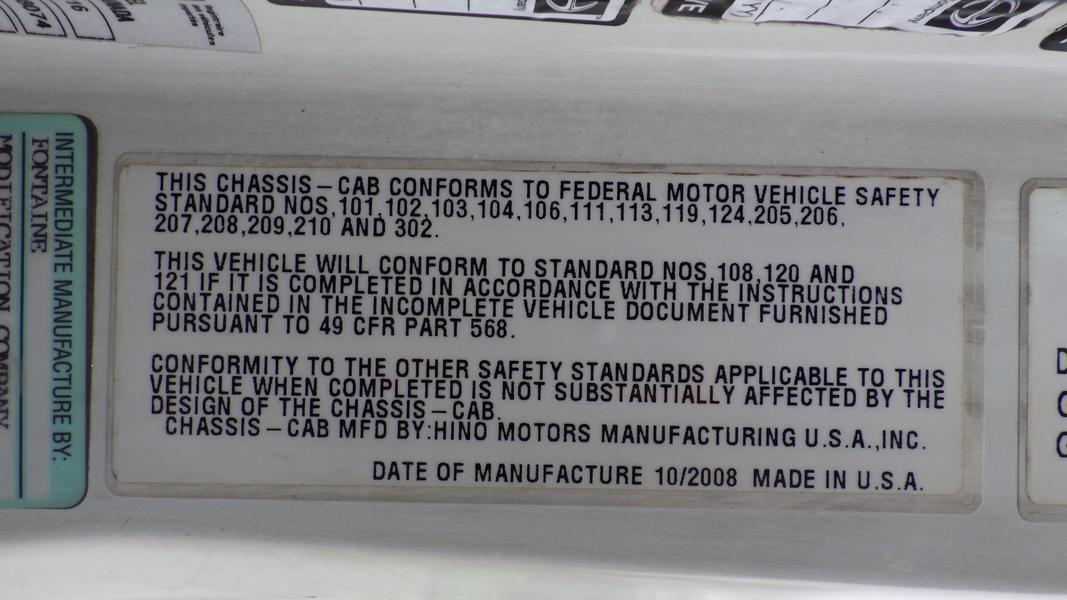 THIS CHASSIS – CAB CONFORMS TO FEDERAL MOTOR VEHICLE SAFETY
STANDARD NOS,101,102,103,104,106,111,113,119,124,205,206,
207,208,209,210 AND 302.
THIS VEHICLE WILL CONFORM TO STANDARD NOS,108,120 AND
121 IF IT IS COMPLETED IN ACCORDANCE WITH THE INSTRUCTIONS
CONTAINED IN THE INCOMPLETE VEHICLE DOCUMENT FURNISHED
PURSUANT TO 49 CFR PART 568.
CONFORMITY TO THE OTHER SAFETY STANDARDS APPLICABLE TO THIS
VEHICLE WHEN COMPLETED IS NOT SUBSTANTIALLY AFFECTED BY THE
DESIGN OF THE CHASSIS – CAB.
CHASSIS – CAB MFD BY:HINO MOTORS MANUFACTURING U.S.A.,INC.
DATE OF MANUFACTURE 10/2008 MADE IN U.S.A.
INTERMEDIATE MANUFACTURE BY:
FONTAINE
MODIFICATION COMPANY